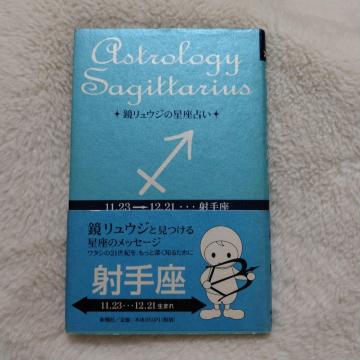 Astrology
Sagittarius
✦鏡リュウジの星座占い✦
11.23→12.21・・・射手座
鏡リュウジと見つける
星座のメッセージ
ワタシの21世紀を、もっと深く知るために
射手座
11.23・・・12.21生まれ